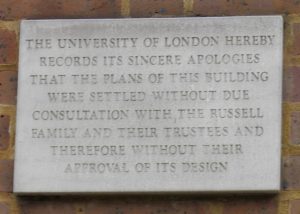 THE UNIVERSITY OF LONDON HEREBY
RECORDS ITS SINCERE APOLOGIES
THAT THE PLANS OF THIS BUILDING
WERE SETTLED WITHOUT DUE
CONSULTATION WITH THE RUSSELL
FAMILY AND THEIR TRUSTEES AND
THEREFORE WITHOUT THEIR
APPROVAL OF ITS DESIGN